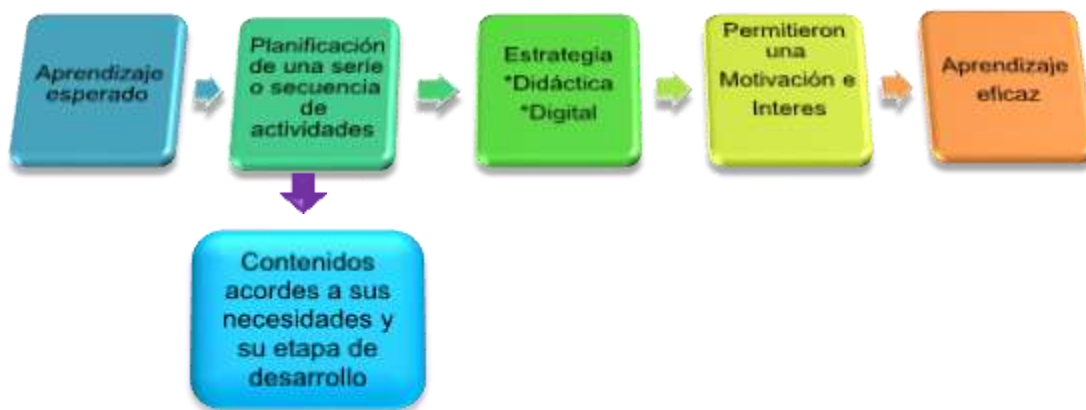 Aprendizaje
esperado
Planificación
de una serie
o secuencia
de
actividades
Estrategia
*Didáctica
*Digital
Permitieron
una
Motivación e
Interes
Aprendizaje
eficaz
Contenidos
acordes a sus
necesidades y
su etapa de
desarrollo